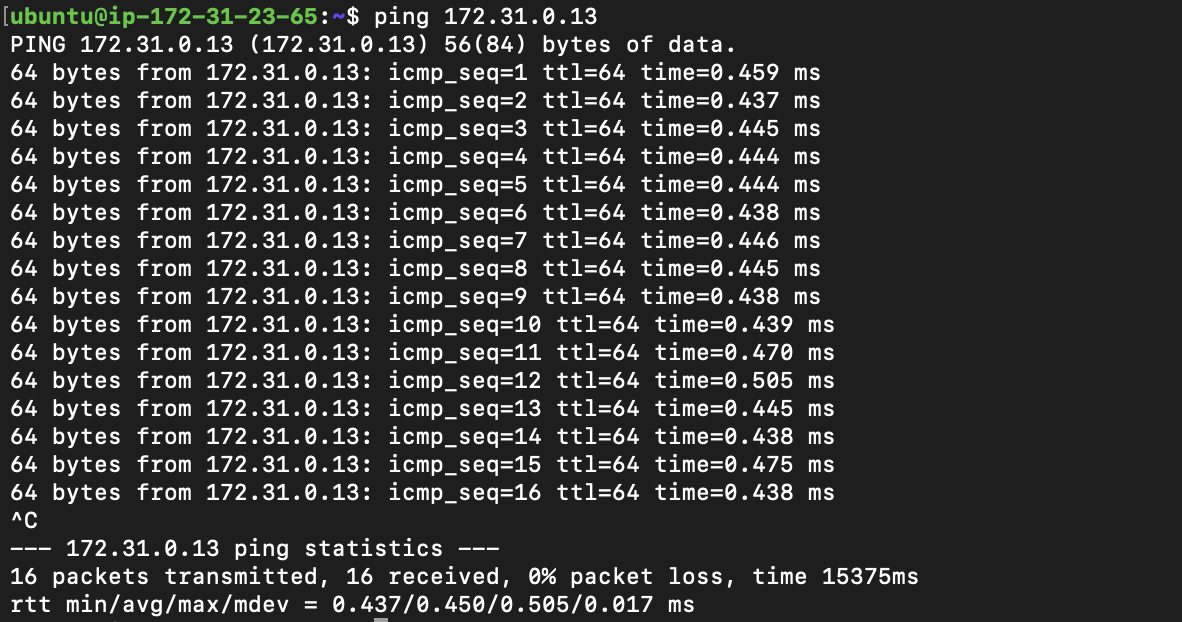 [ubuntu@ip-172-31-23-65:~$ ping 172.31.0.13
PING 172.31.0.13 (172.31.0.13) 56(84) bytes of data.
64 bytes from 172.31.0.13: icmp_seq=1 ttl=64 time=0.459 ms
64 bytes from 172.31.0.13: icmp_seq=2 ttl=64 time=0.437 ms
64 bytes from 172.31.0.13: icmp_seq=3 ttl=64 time=0.445 ms
64 bytes from 172.31.0.13: icmp_seq=4 ttl=64 time=0.444 ms
64 bytes from 172.31.0.13: icmp_seq=5 ttl=64 time=0.444 ms
64 bytes from 172.31.0.13: icmp_seq=6 ttl=64 time=0.438 ms
64 bytes from 172.31.0.13: icmp_seq=7 ttl=64 time=0.446 ms
64 bytes from 172.31.0.13: icmp_seq=8 ttl=64 time=0.445 ms
64 bytes from 172.31.0.13: icmp_seq=9 ttl=64 time=0.438 ms
64 bytes from 172.31.0.13: icmp_seq=10 ttl=64 time=0.439 ms
64 bytes from 172.31.0.13: icmp_seq=11 ttl=64 time=0.470 ms
64 bytes from 172.31.0.13: icmp_seq=12 ttl=64 time=0.505 ms
64 bytes from 172.31.0.13: icmp_seq=13 ttl=64 time=0.445 ms
64 bytes from 172.31.0.13: icmp_seq=14 ttl=64 time=0.438 ms
64 bytes from 172.31.0.13: icmp_seq=15 ttl=64 time=0.475 ms
64 bytes from 172.31.0.13: icmp_seq=16 ttl=64 time=0.438 ms
^C
--- 172.31.0.13 ping statistics ---
16 packets transmitted, 16 received, 0% packet loss, time 15375ms
rtt min/avg/max/mdev = 0.437/0.450/0.505/0.017 ms